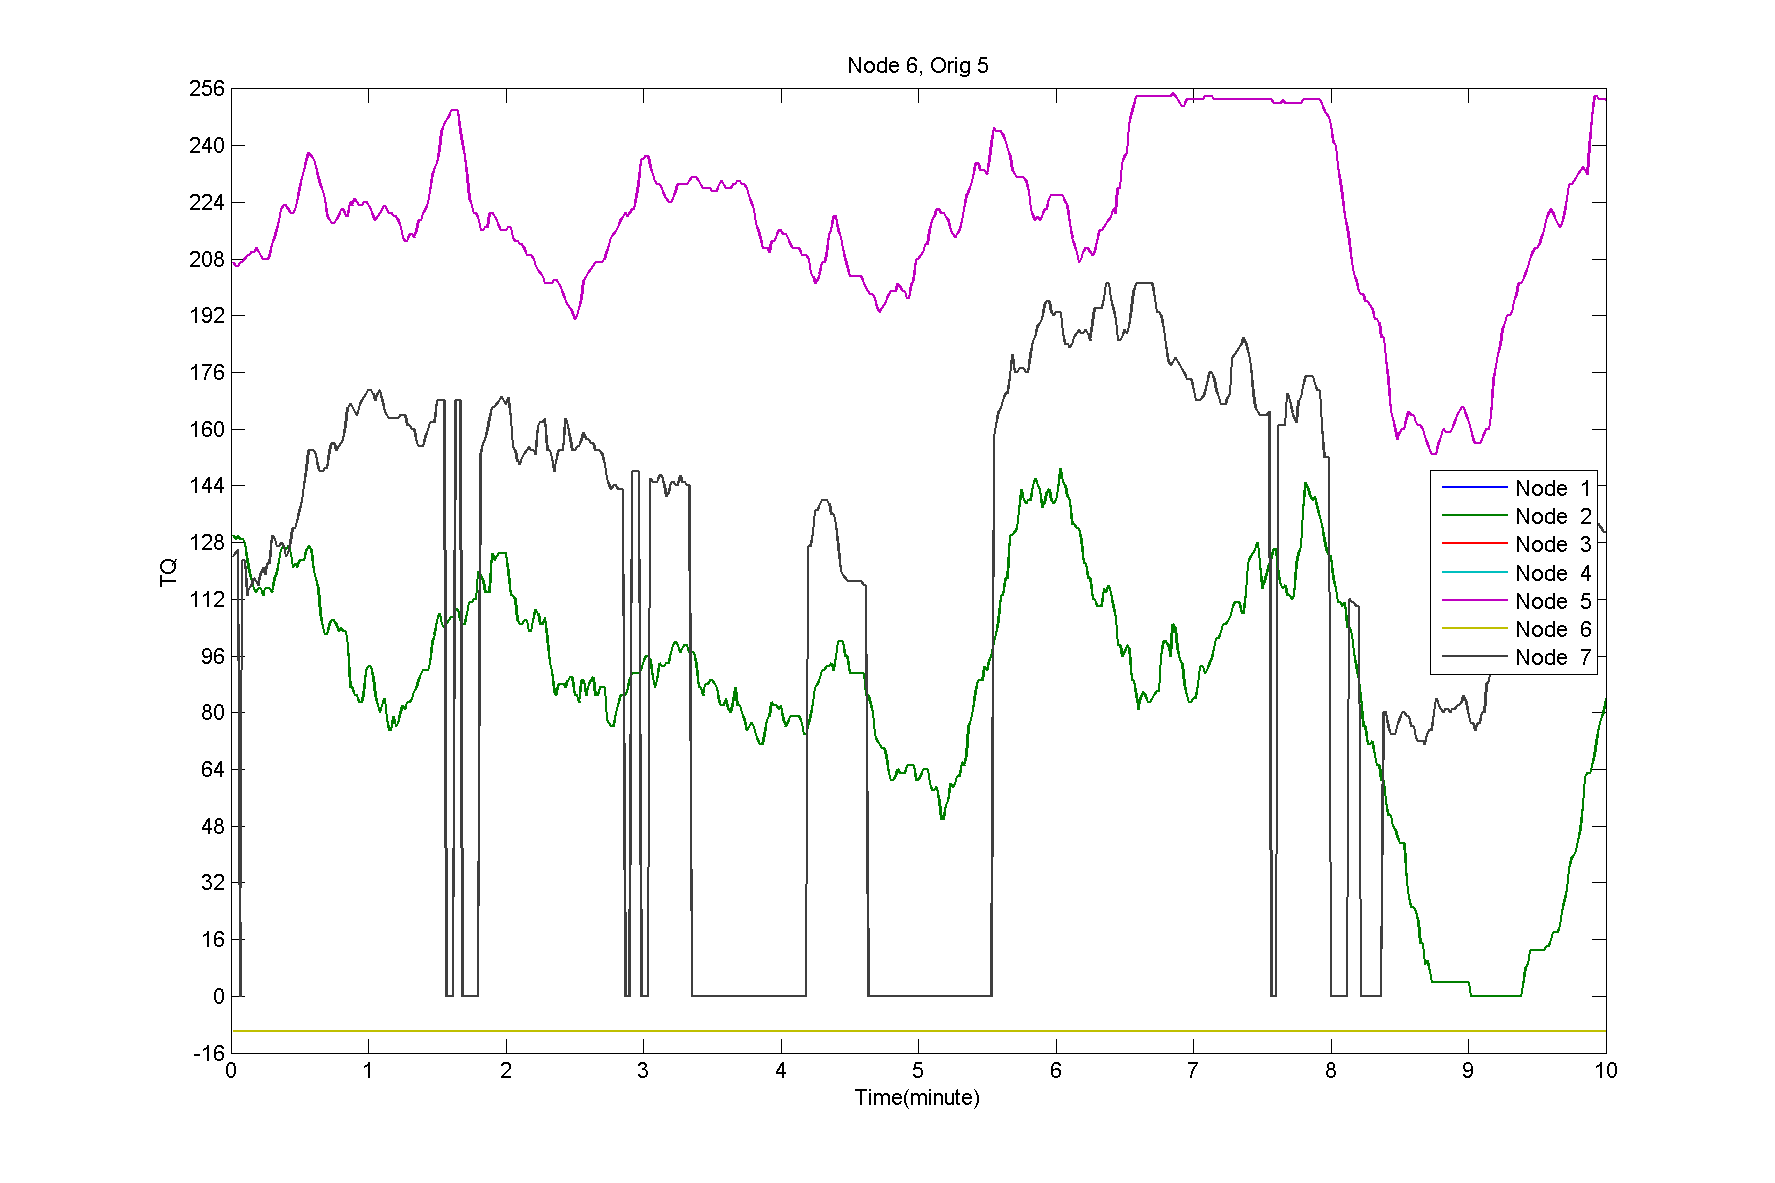 Node 6, Orig 5
256
240
224
208
192
176
160
144
128
112
96
80
64
48
32
16
0
-16
TQ
Node 1
Node 2
Node 3
Node 4
Node 5
Node 6
Node 7
0 1 2 3 4 5 6 7 8 9 10
Time(minute)